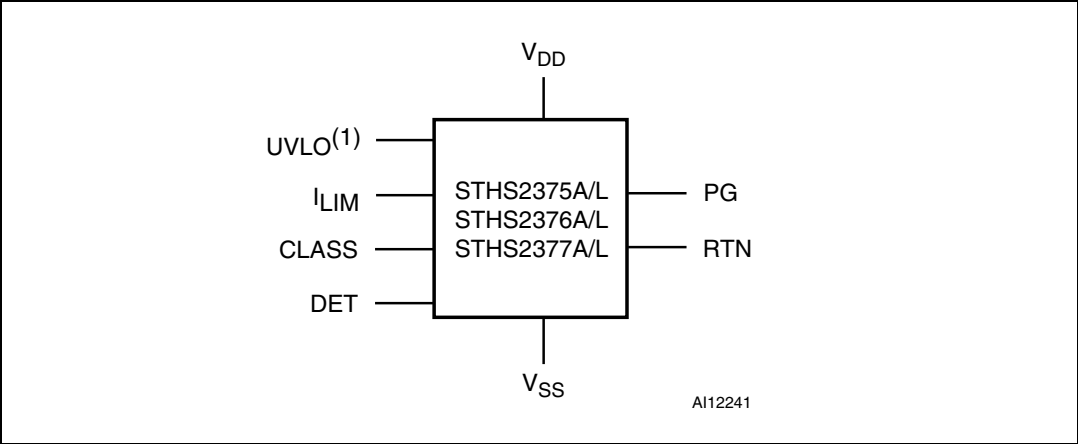 VDD
UVLO(1)
ILIM
CLASS
DET
STHS2375A/L
STHS2376A/L
STHS2377A/L
PG
RTN
VSS
AI12241